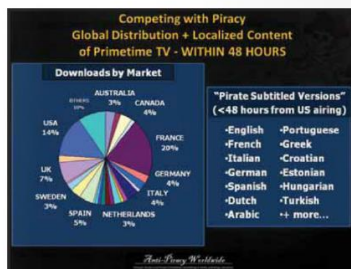 Competing with Piracy
Global Distribution + Localized Content
of Primetime TV - WITHIN 48 HOURS
Downloads by Market
AUSTRALIA
3%
CANADA
4%
FRANCE
20%
GERMANY
4%
ITALY
4%
NETHERLANDS
3%
SPAIN
5%
SWEDEN
3%
UK
7%
USA
14%
OTHERS
"Pirate Subtitled Versions"
(<48 hours from US airing)
•English
•French
•Italian
•German
•Spanish
•Dutch
•Arabic
•Portuguese
•Greek
•Croatian
•Estonian
•Hungarian
•Turkish
•+ more...
Anti-Piracy Worldwide